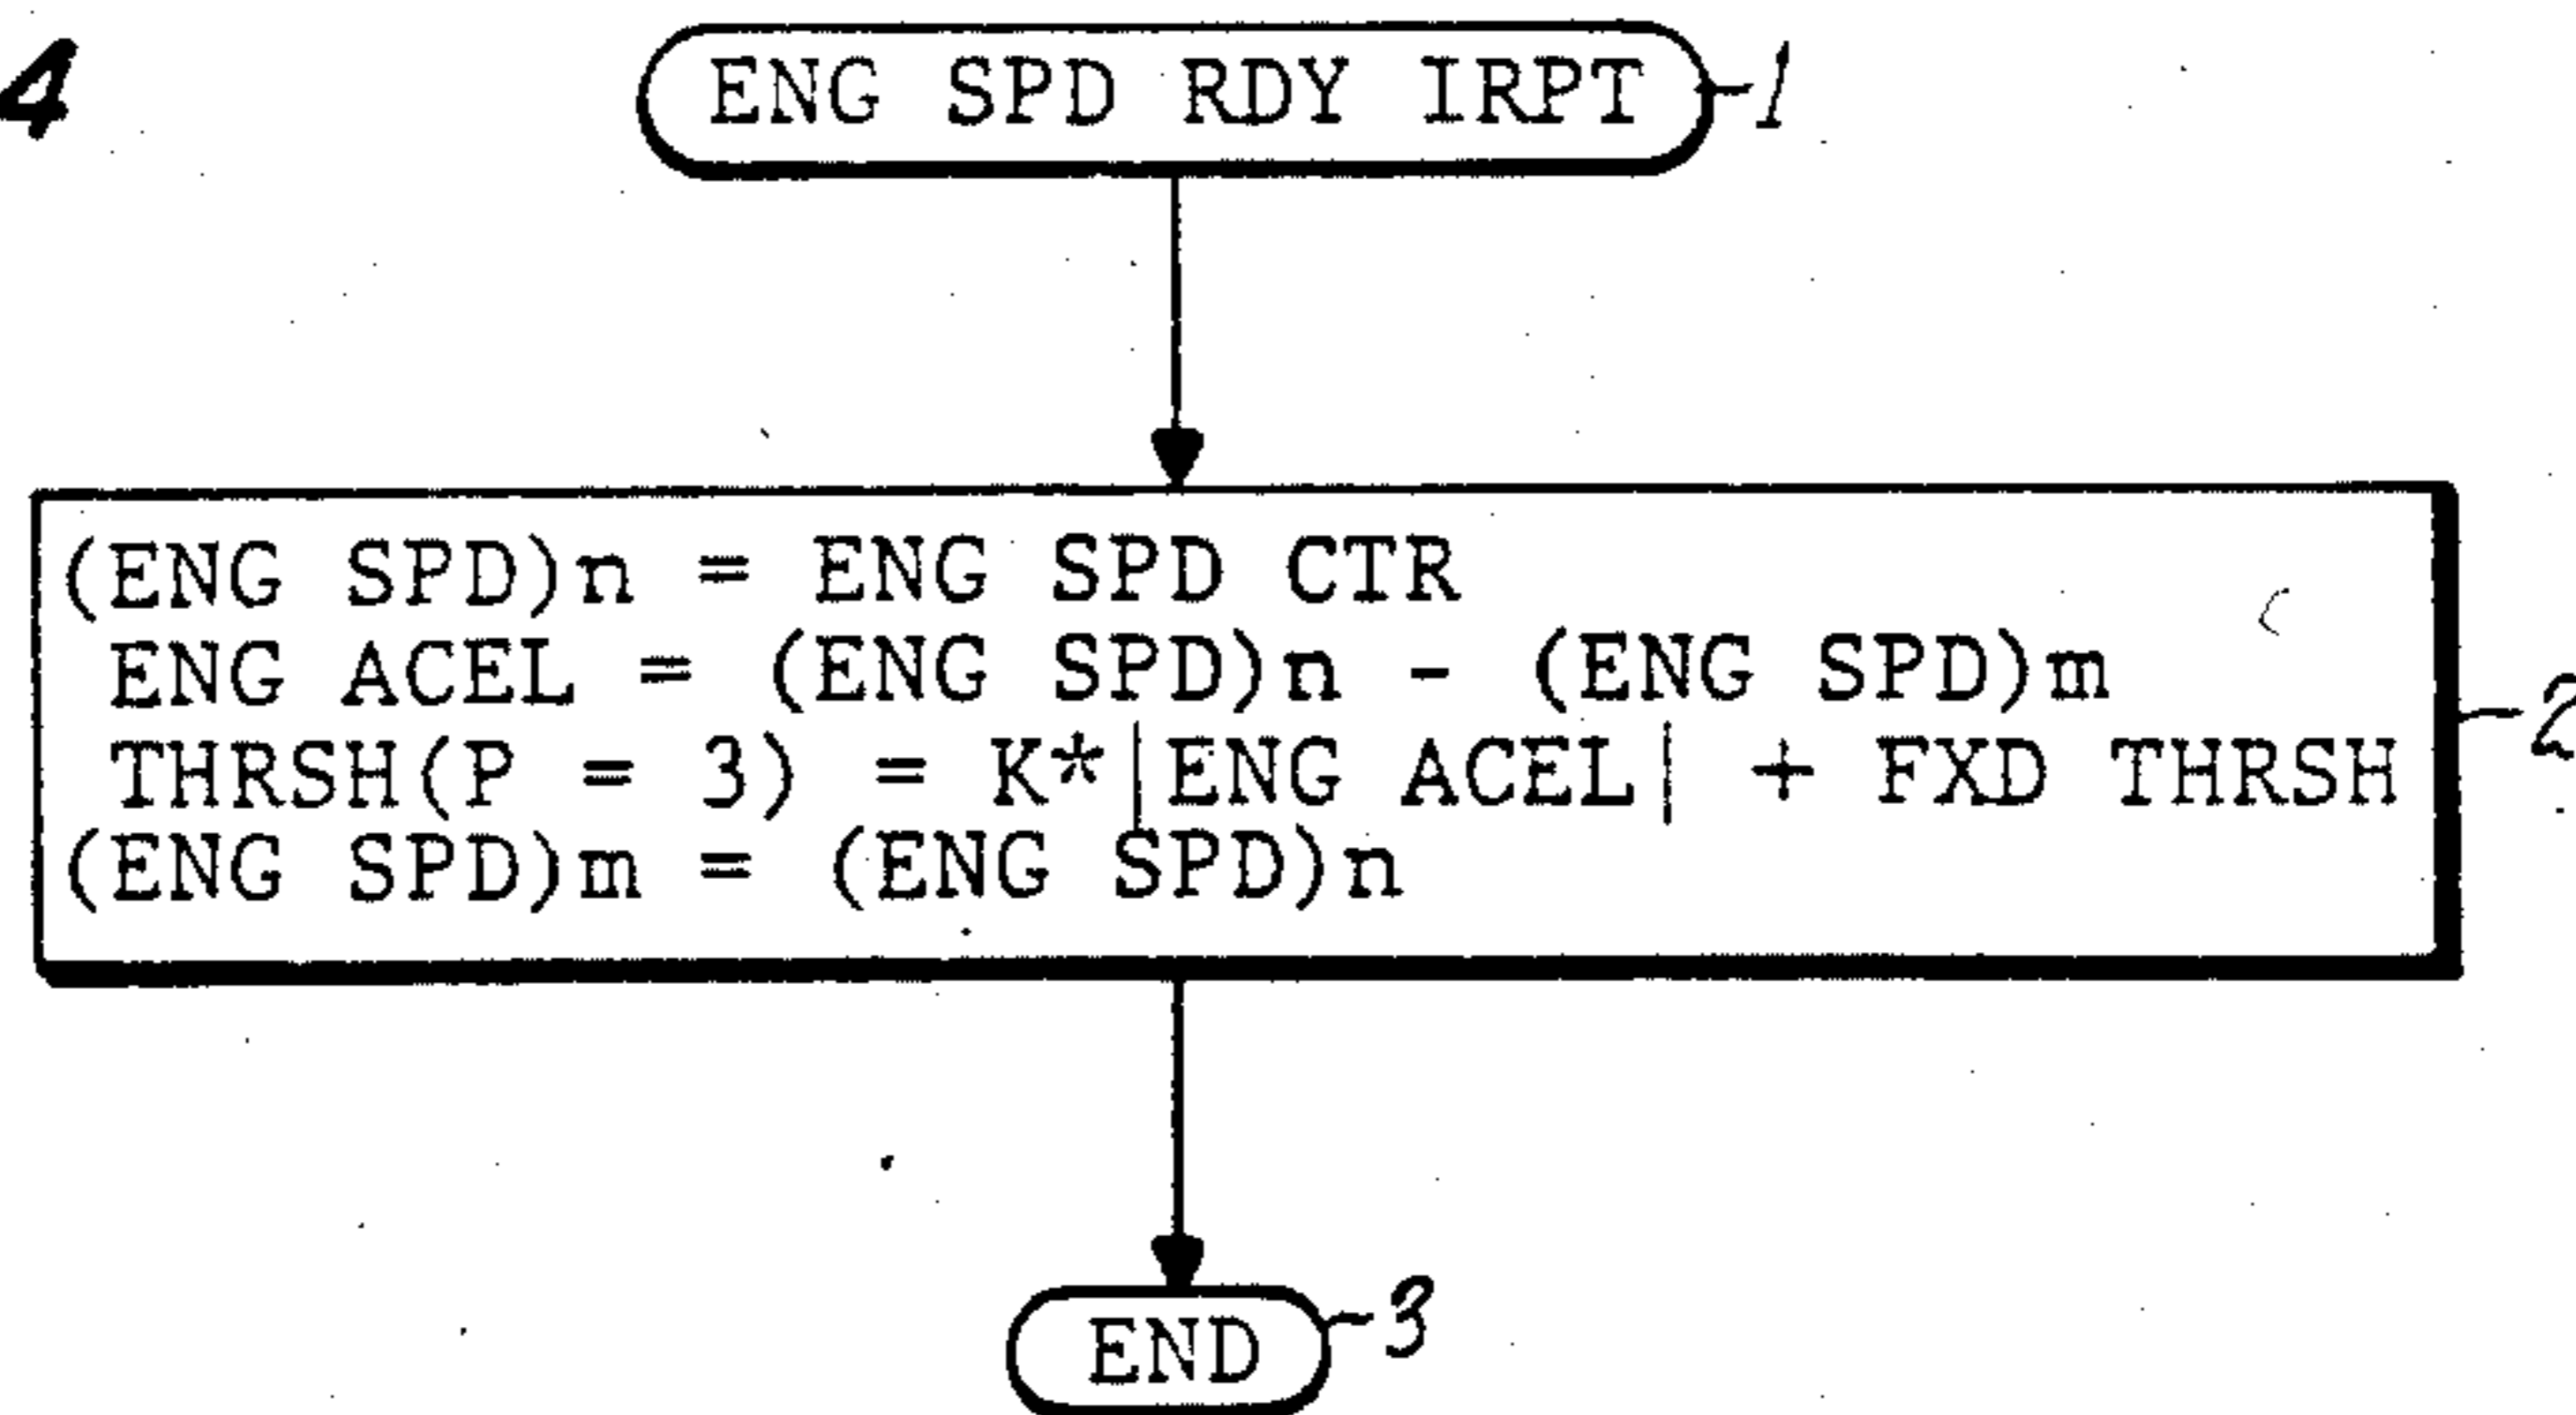 4
ENG SPD RDY IRPT
1
(ENG SPD)n = ENG SPD CTR
ENG ACEL = (ENG SPD)n - (ENG SPD)m
THRSH(P = 3) = K*|ENG ACEL| + FXD THRSH
(ENG SPD)m = (ENG SPD)n
2
END
3